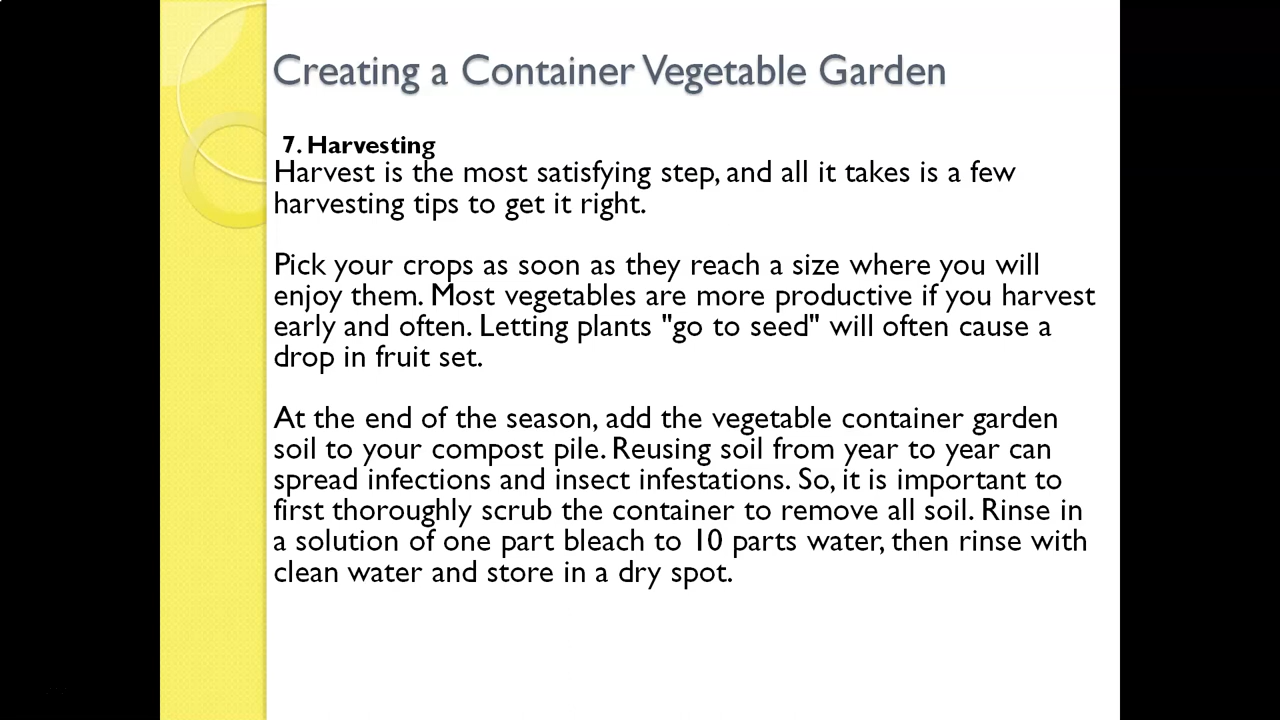 Creating a Container Vegetable Garden
7. Harvesting
Harvest is the most satisfying step, and all it takes is a few
harvesting tips to get it right.
Pick your crops as soon as they reach a size where you will
enjoy them. Most vegetables are more productive if you harvest
early and often. Letting plants "go to seed" will often cause a
drop in fruit set.
At the end of the season, add the vegetable container garden
soil to your compost pile. Reusing soil from year to year can
spread infections and insect infestations. So, it is important to
first thoroughly scrub the container to remove all soil. Rinse in
a solution of one part bleach to 10 parts water, then rinse with
clean water and store in a dry spot.